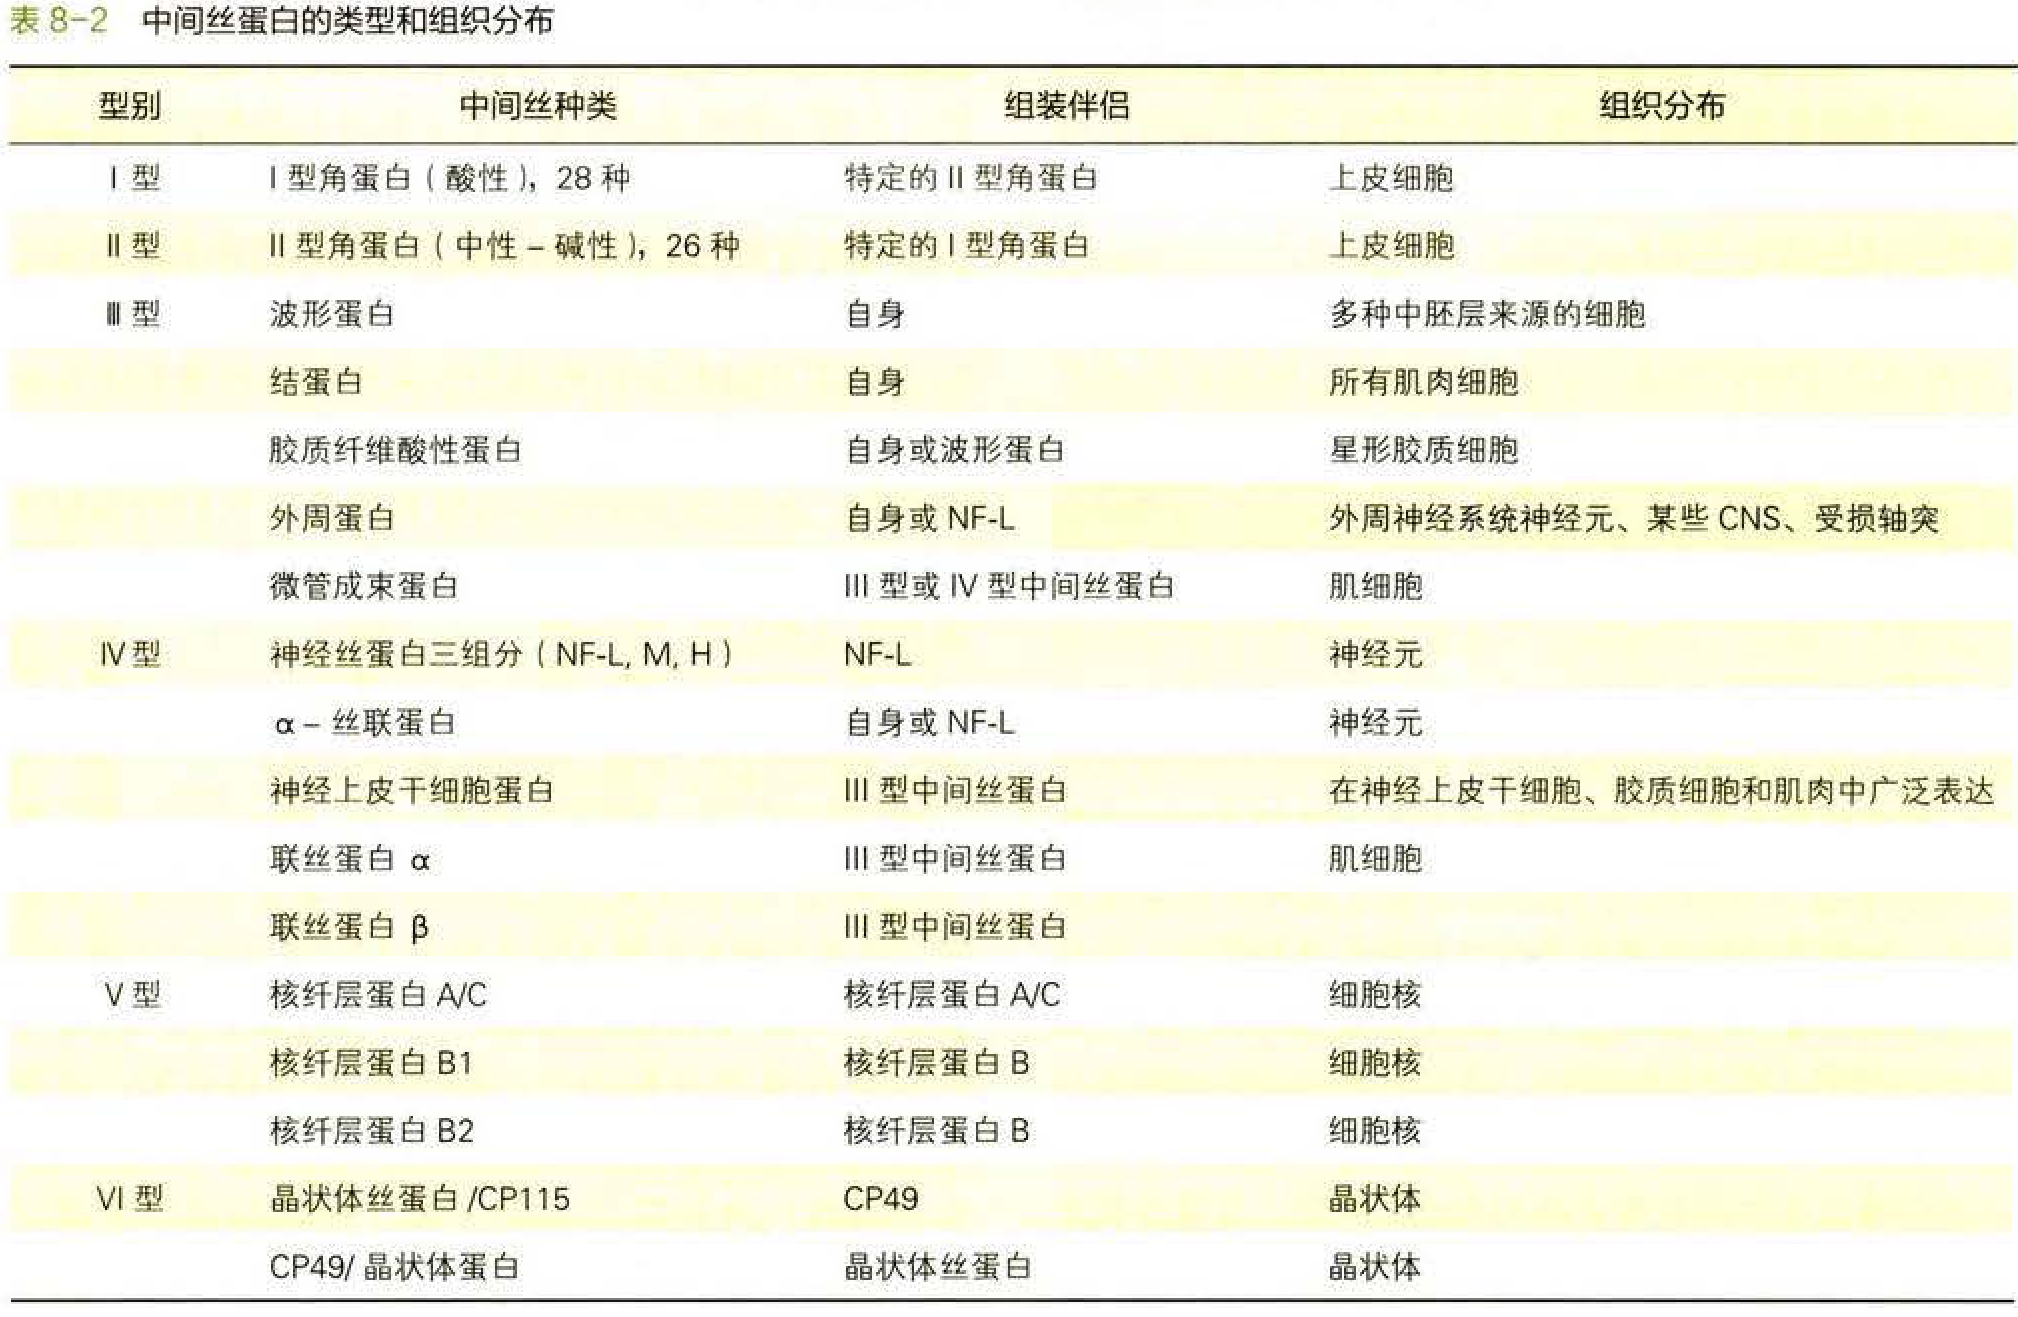 表 8-2 中间丝蛋白的类型和组织分布
型别 中间丝种类 组装伴侣 组织分布
I 型 I 型角蛋白（酸性），28 种 特定的 II 型角蛋白 上皮细胞
II 型 II 型角蛋白（中性 – 碱性），26 种 特定的 I 型角蛋白 上皮细胞
III 型 波形蛋白 自身 多种中胚层来源的细胞
结蛋白 自身 所有肌肉细胞
胶质纤维酸性蛋白 自身或波形蛋白 星形胶质细胞
外周蛋白 自身或 NF-L 外周神经系统神经元、某些 CNS、受损轴突
微管成束蛋白 III 型或 IV 型中间丝蛋白 肌细胞
IV 型 神经丝蛋白三组分（NF-L, M, H） NF-L 神经元
α – 丝联蛋白 自身或 NF-L 神经元
神经上皮干细胞蛋白 III 型中间丝蛋白 在神经上皮干细胞、胶质细胞和肌肉中广泛表达
联丝蛋白 α III 型中间丝蛋白 肌细胞
联丝蛋白 β III 型中间丝蛋白
V 型 核纤层蛋白 A/C 核纤层蛋白 A/C 细胞核
核纤层蛋白 B1 核纤层蛋白 B 细胞核
核纤层蛋白 B2 核纤层蛋白 B 细胞核
VI 型 晶状体丝蛋白 /CP115 CP49 晶状体
CP49/ 晶状体蛋白 晶状体丝蛋白 晶状体